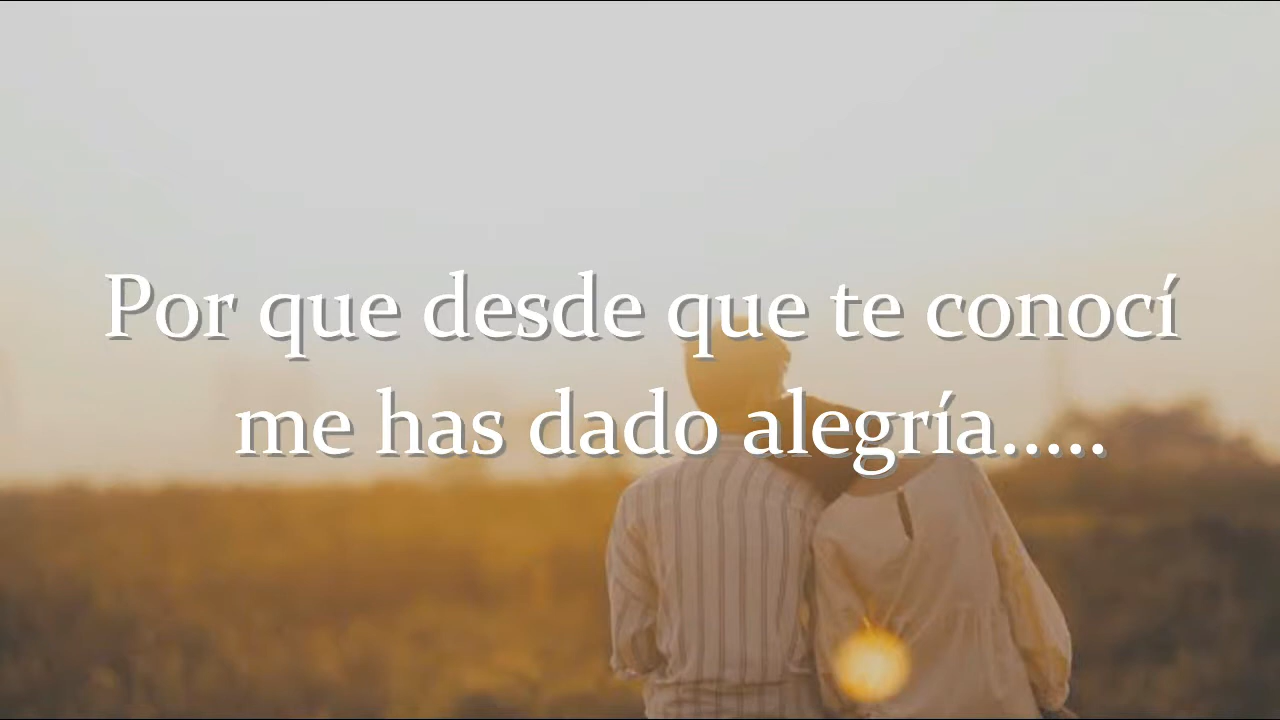 Por que desde que te conocí
me has dado alegría.....